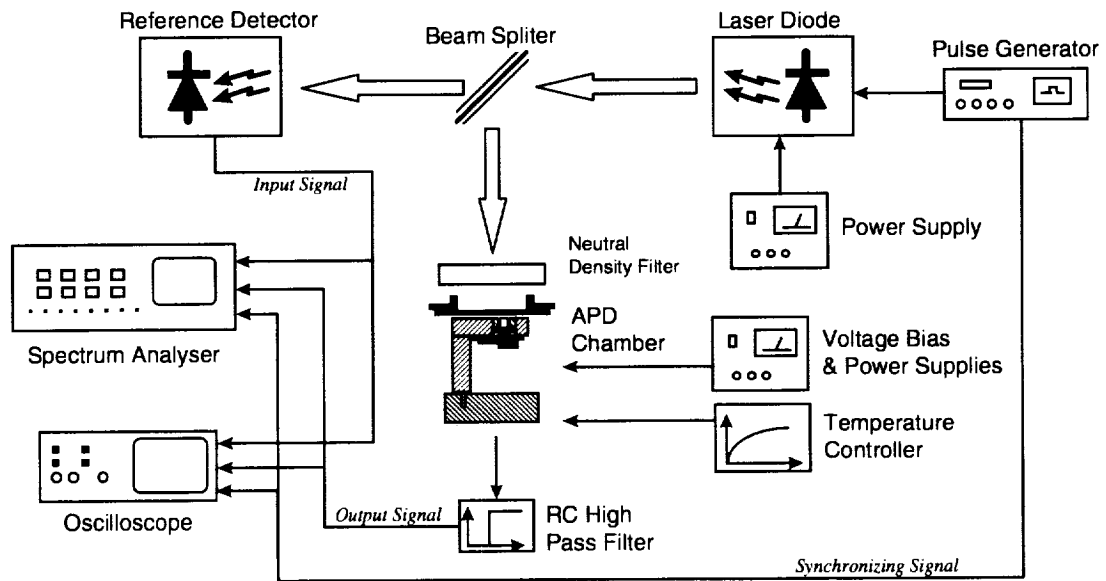 Reference Detector
Beam Spliter
Laser Diode
Pulse Generator
Input Signal
Power Supply
Neutral
Density Filter
APD
Chamber
Spectrum Analyser
Voltage Bias
& Power Supplies
Temperature
Controller
Oscilloscope
Output Signal
RC High
Pass Filter
Synchronizing Signal